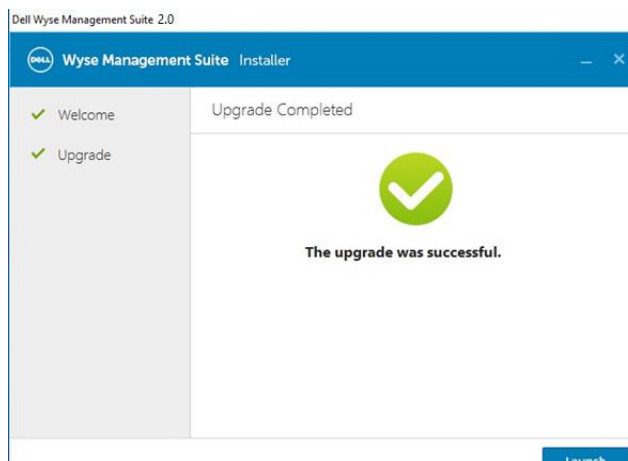 Dell Wyse Management Suite 2.0
DELL Wyse Management Suite Installer
Welcome
Upgrade Completed
Upgrade
The upgrade was successful.
Launch